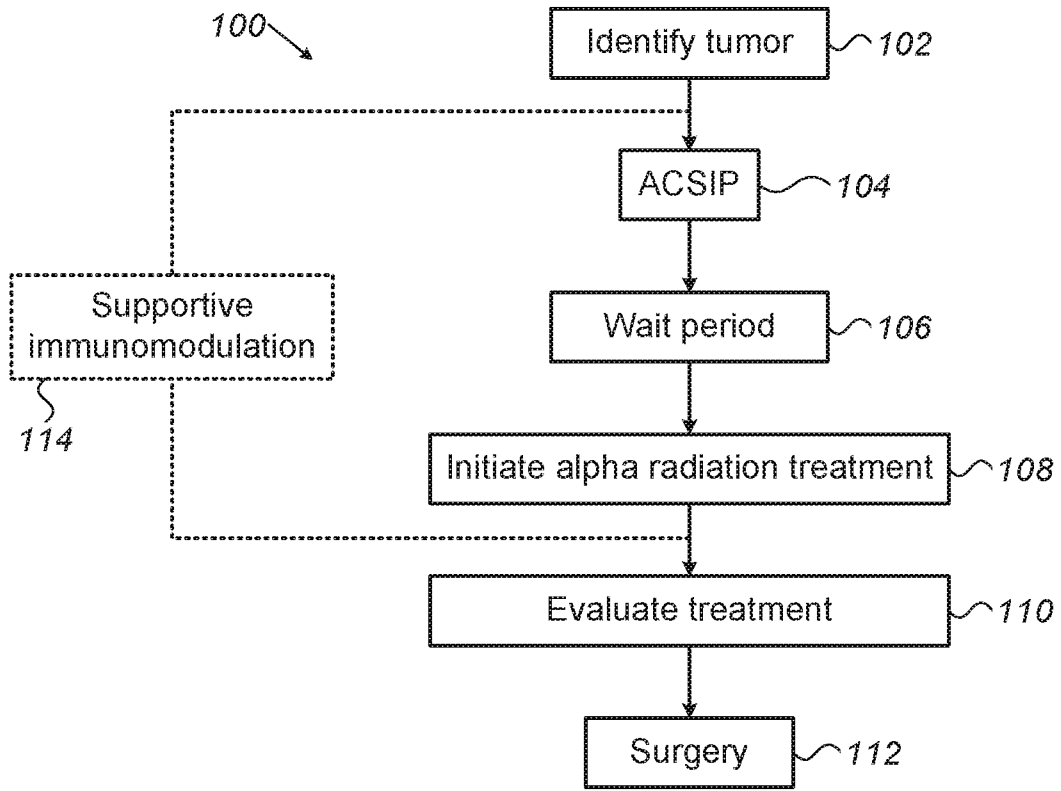 100
Identify tumor
102
ACSIP
104
Supportive
immunomodulation
114
Wait period
106
Initiate alpha radiation treatment
108
Evaluate treatment
110
Surgery
112